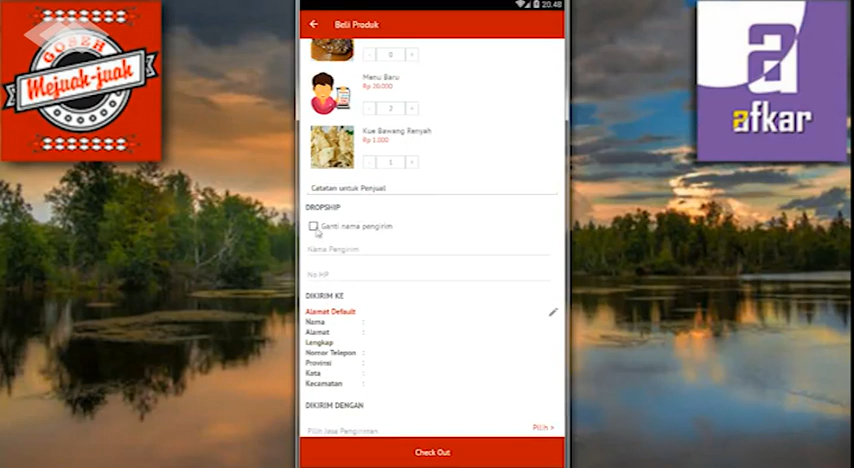 GOSEH
Mejuah-juah
a
afkar
20.48
Beli Produk
- 0 +
Menu Baru
Rp 20.000
- 2 +
Kue Bawang Renyah
Rp 1.000
- 1 +
Catatan untuk Penjual
DROPSHIP
Ganti nama pengirim
Nama Pengirim
No HP
DIKIRIM KE
Alamat Default
Nama :
Alamat :
Lengkap
Nomor Telepon :
Provinsi :
Kota :
Kecamatan :
DIKIRIM DENGAN
Pilih Jasa Pengiriman
Pilih >
Check Out